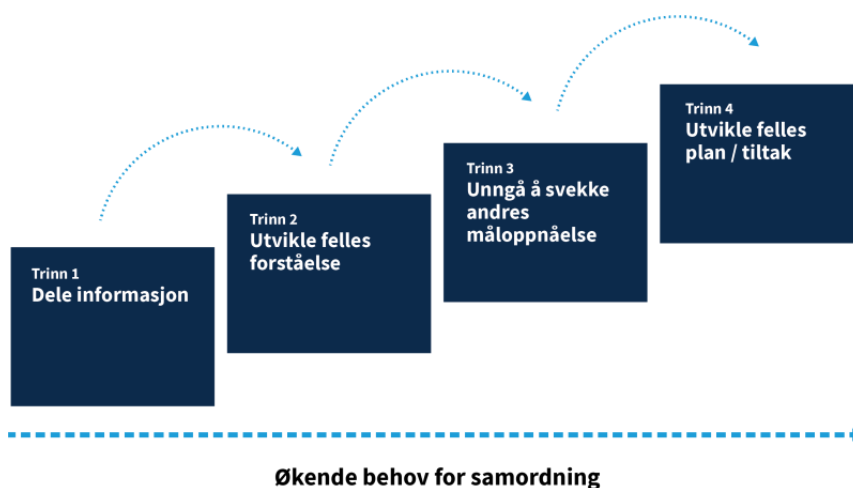 Trinn 1
Dele informasjon
Trinn 2
Utvikle felles
forståelse
Trinn 3
Unngå å svekke
andres
måloppnåelse
Trinn 4
Utvikle felles
plan / tiltak
Økende behov for samordning